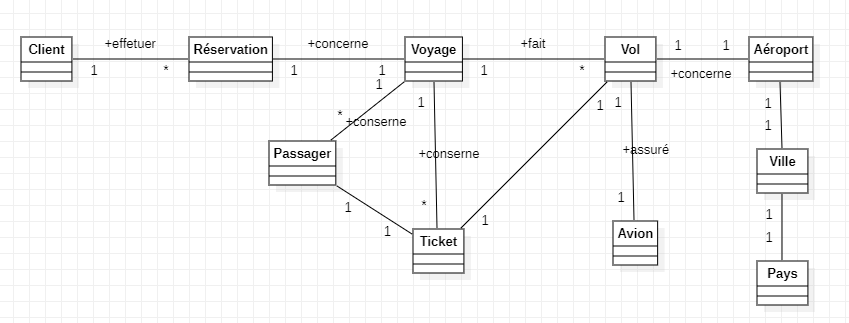 Client
+effetuer
1
*
Réservation
+concerne
1
1
Voyage
+fait
1
*
Vol
1
1
+concerne
Aéroport
1
*
+conserne
Passager
1
+conserne
*
1
1
Ticket
1
1
1
+assuré
1
Avion
1
1
Ville
1
1
Pays